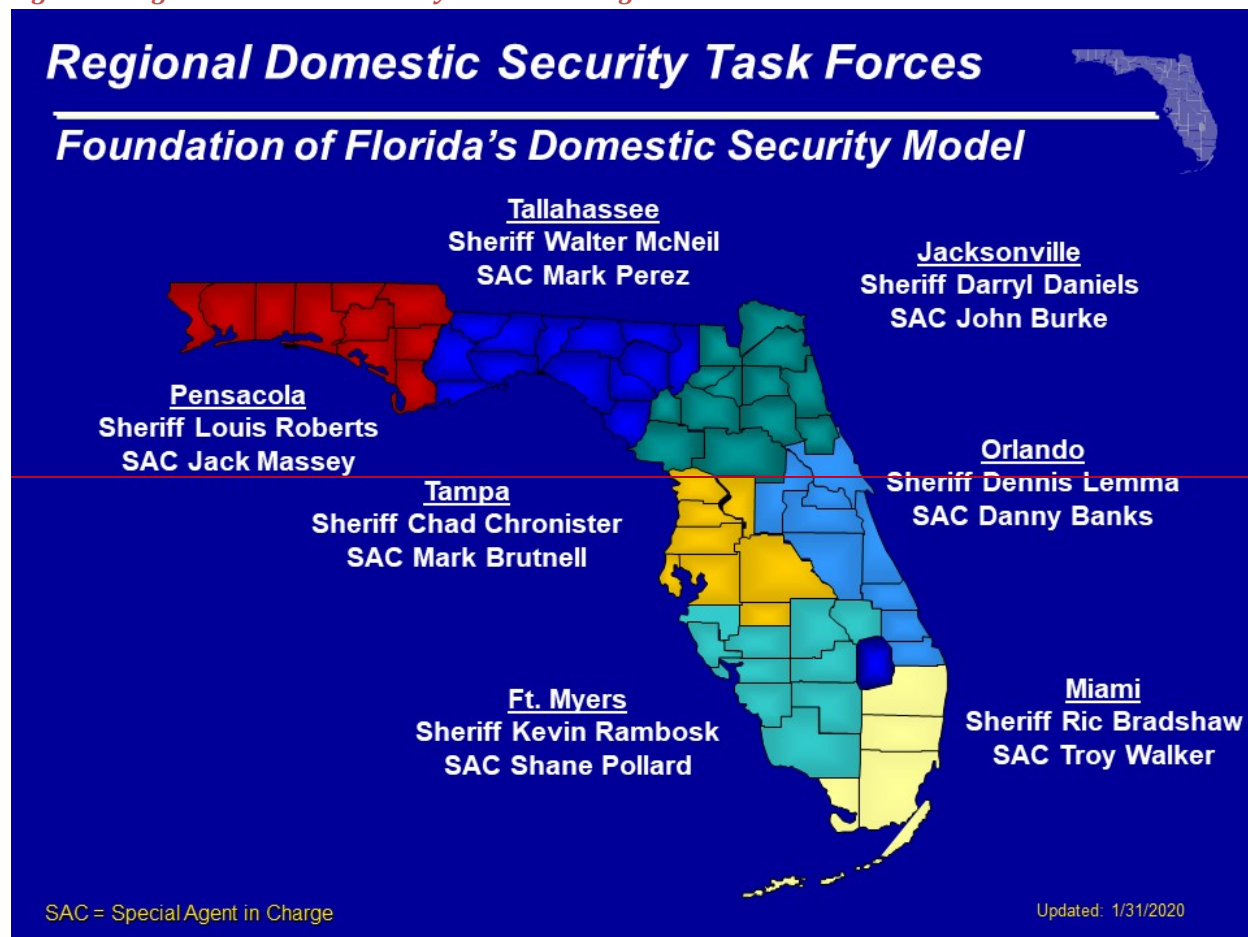 Regional Domestic Security Task Forces
Foundation of Florida's Domestic Security Model
Tallahassee
Sheriff Walter McNeil
SAC Mark Perez
Jacksonville
Sheriff Darryl Daniels
SAC John Burke
Pensacola
Sheriff Louis Roberts
SAC Jack Massey
Orlando
Sheriff Dennis Lemma
SAC Danny Banks
Tampa
Sheriff Chad Chronister
SAC Mark Brutnell
Ft. Myers
Sheriff Kevin Rambosk
SAC Shane Pollard
Miami
Sheriff Ric Bradshaw
SAC Troy Walker
SAC = Special Agent in Charge
Updated: 1/31/2020